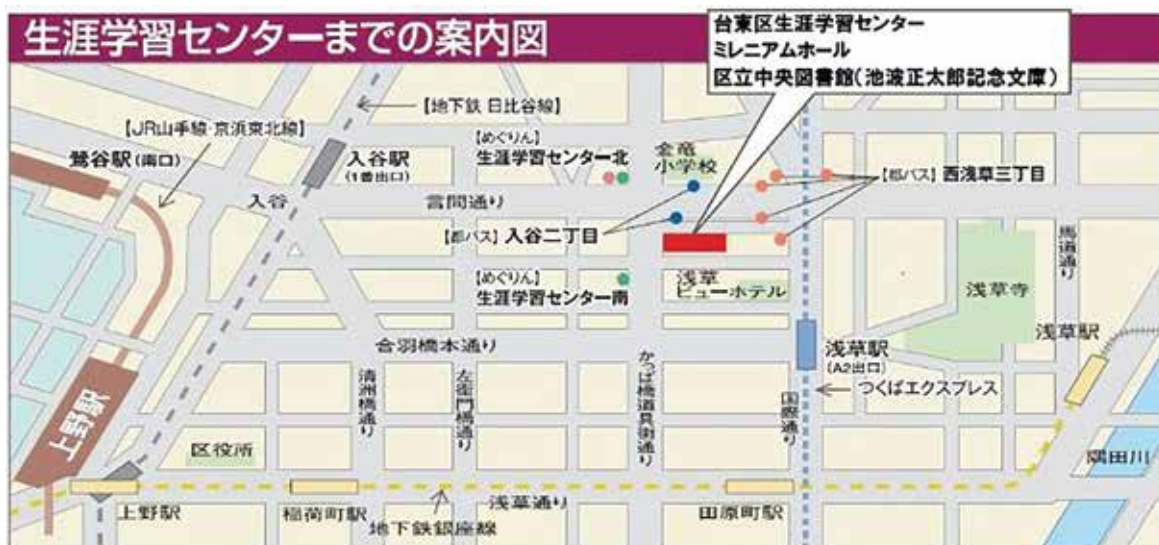 生涯学習センターまでの案内図
台東区生涯学習センター
ミレニアムホール
区立中央図書館(池波正太郎記念文庫)
【地下鉄 日比谷線】
【JR山手線・京浜東北線】
鶯谷駅(南口)
入谷駅
(1番出口)
【めぐりん】
生涯学習センター北
金竜
小学校
【都バス】西浅草三丁目
入谷
言問通り
【都バス】入谷二丁目
馬道通り
【めぐりん】
生涯学習センター南
浅草
ビューホテル
浅草寺
浅草駅
合羽橋本通り
浅草駅
(A2出口)
つくばエクスプレス
清洲橋通り
左衛門橋通り
かっぱ橋道具街通り
国際通り
上野駅
区役所
隅田川
上野駅
稲荷町駅
地下鉄銀座線
浅草通り
田原町駅